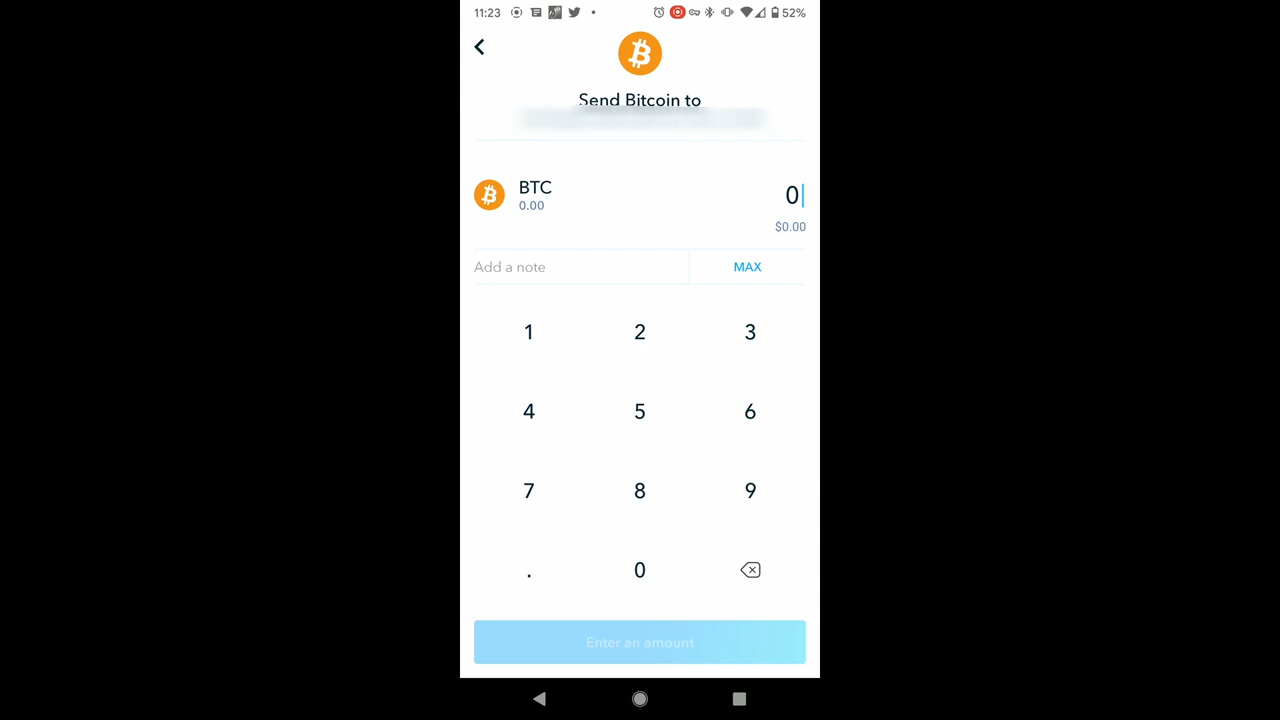 11:23
52%
Send Bitcoin to
BTC
0
0.00
$0.00
Add a note
MAX
1 2 3
4 5 6
7 8 9
. 0
Enter an amount